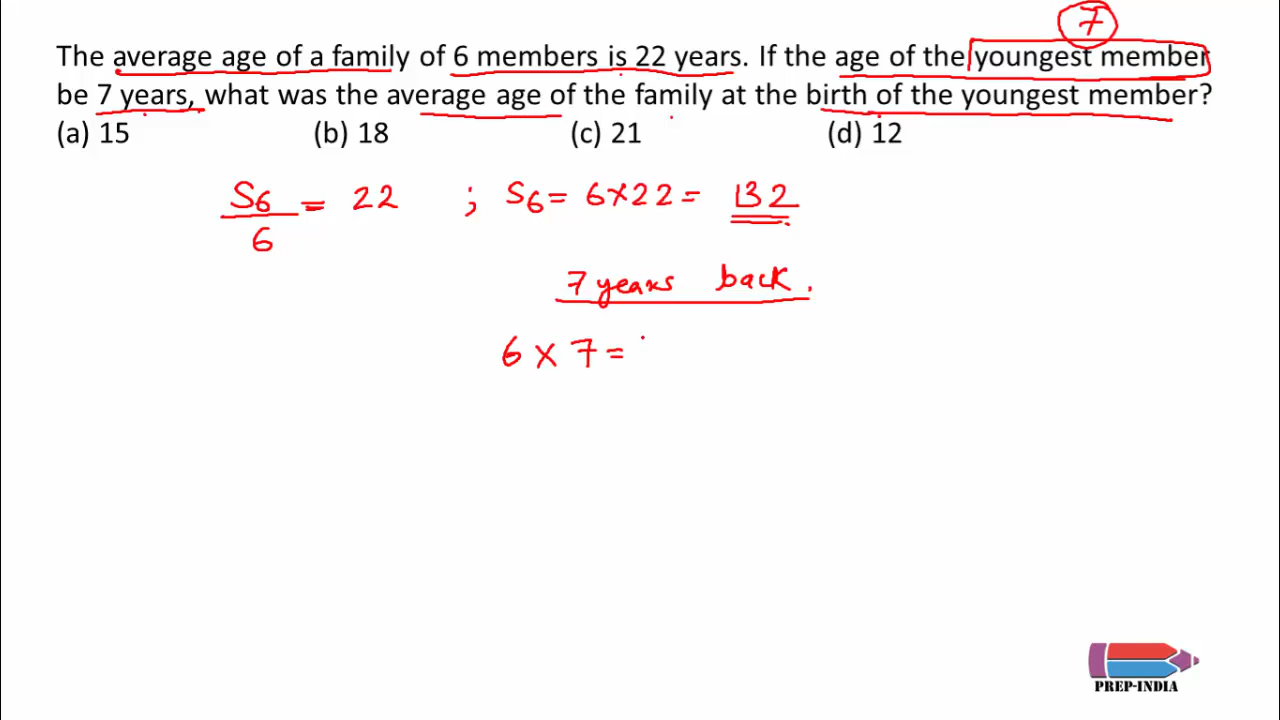 7
The average age of a family of 6 members is 22 years. If the age of the youngest member
be 7 years, what was the average age of the family at the birth of the youngest member?
(a) 15 (b) 18 (c) 21 (d) 12
S6/6 = 22 ; S6 = 6×22 = 132
7 years back.
6 × 7 =
PREP-INDIA